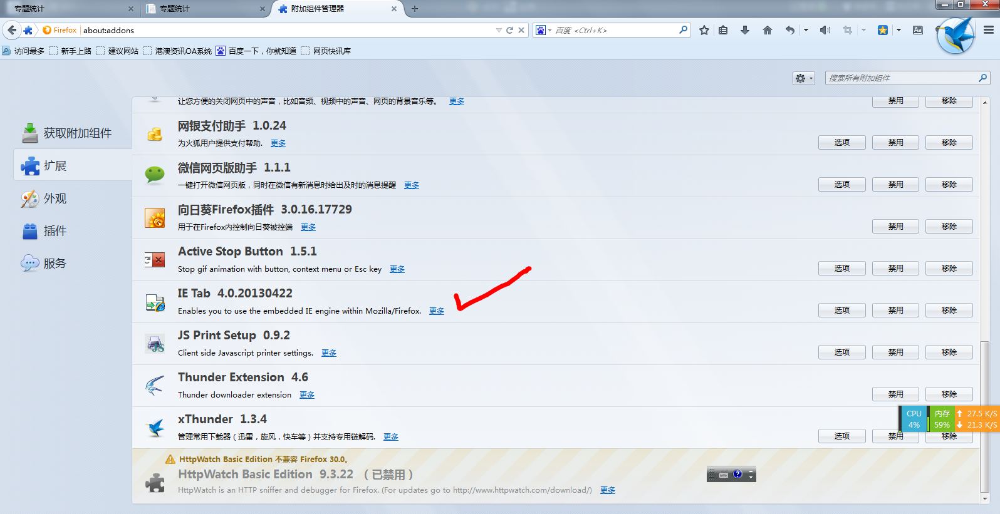 专题统计
专题统计
附加组件管理器
Firefox
about:addons
百度 <Ctrl+K>
Aa
访问最多
新手上路
建议网站
港澳资讯OA系统
百度一下，你就知道
网页快讯库
搜索所有附加组件
获取附加组件
扩展
外观
插件
服务
让您方便的关闭网页中的声音，比如音频、视频中的声音、网页的背景音乐等。 更多
禁用 移除
网银支付助手 1.0.24
为火狐用户提供支付帮助. 更多
选项 禁用 移除
微信网页版助手 1.1.1
一键打开微信网页版，同时在微信有新消息时给出及时的消息提醒 更多
选项 禁用 移除
向日葵Firefox插件 3.0.16.17729
用于在Firefox内控制向日葵被控端 更多
禁用 移除
Active Stop Button 1.5.1
Stop gif animation with button, context menu or Esc key 更多
选项 禁用 移除
IE Tab 4.0.20130422
Enables you to use the embedded IE engine within Mozilla/Firefox. 更多
选项 禁用 移除
JS Print Setup 0.9.2
Client side Javascript printer settings. 更多
选项 禁用 移除
JS
Thunder Extension 4.6
Thunder downloader extension 更多
禁用 移除
xThunder 1.3.4
管理常用下载器（迅雷，旋风，快车等）并支持专用链解码. 更多
选项 禁用 移除
CPU 内存 27.5 K/S
4% 59% 21.3 K/S
HttpWatch Basic Edition 不兼容 Firefox 30.0。
HttpWatch Basic Edition 9.3.22 （已禁用）
HttpWatch is an HTTP sniffer and debugger for Firefox. (For updates go to http://www.httpwatch.com/download/) 更多